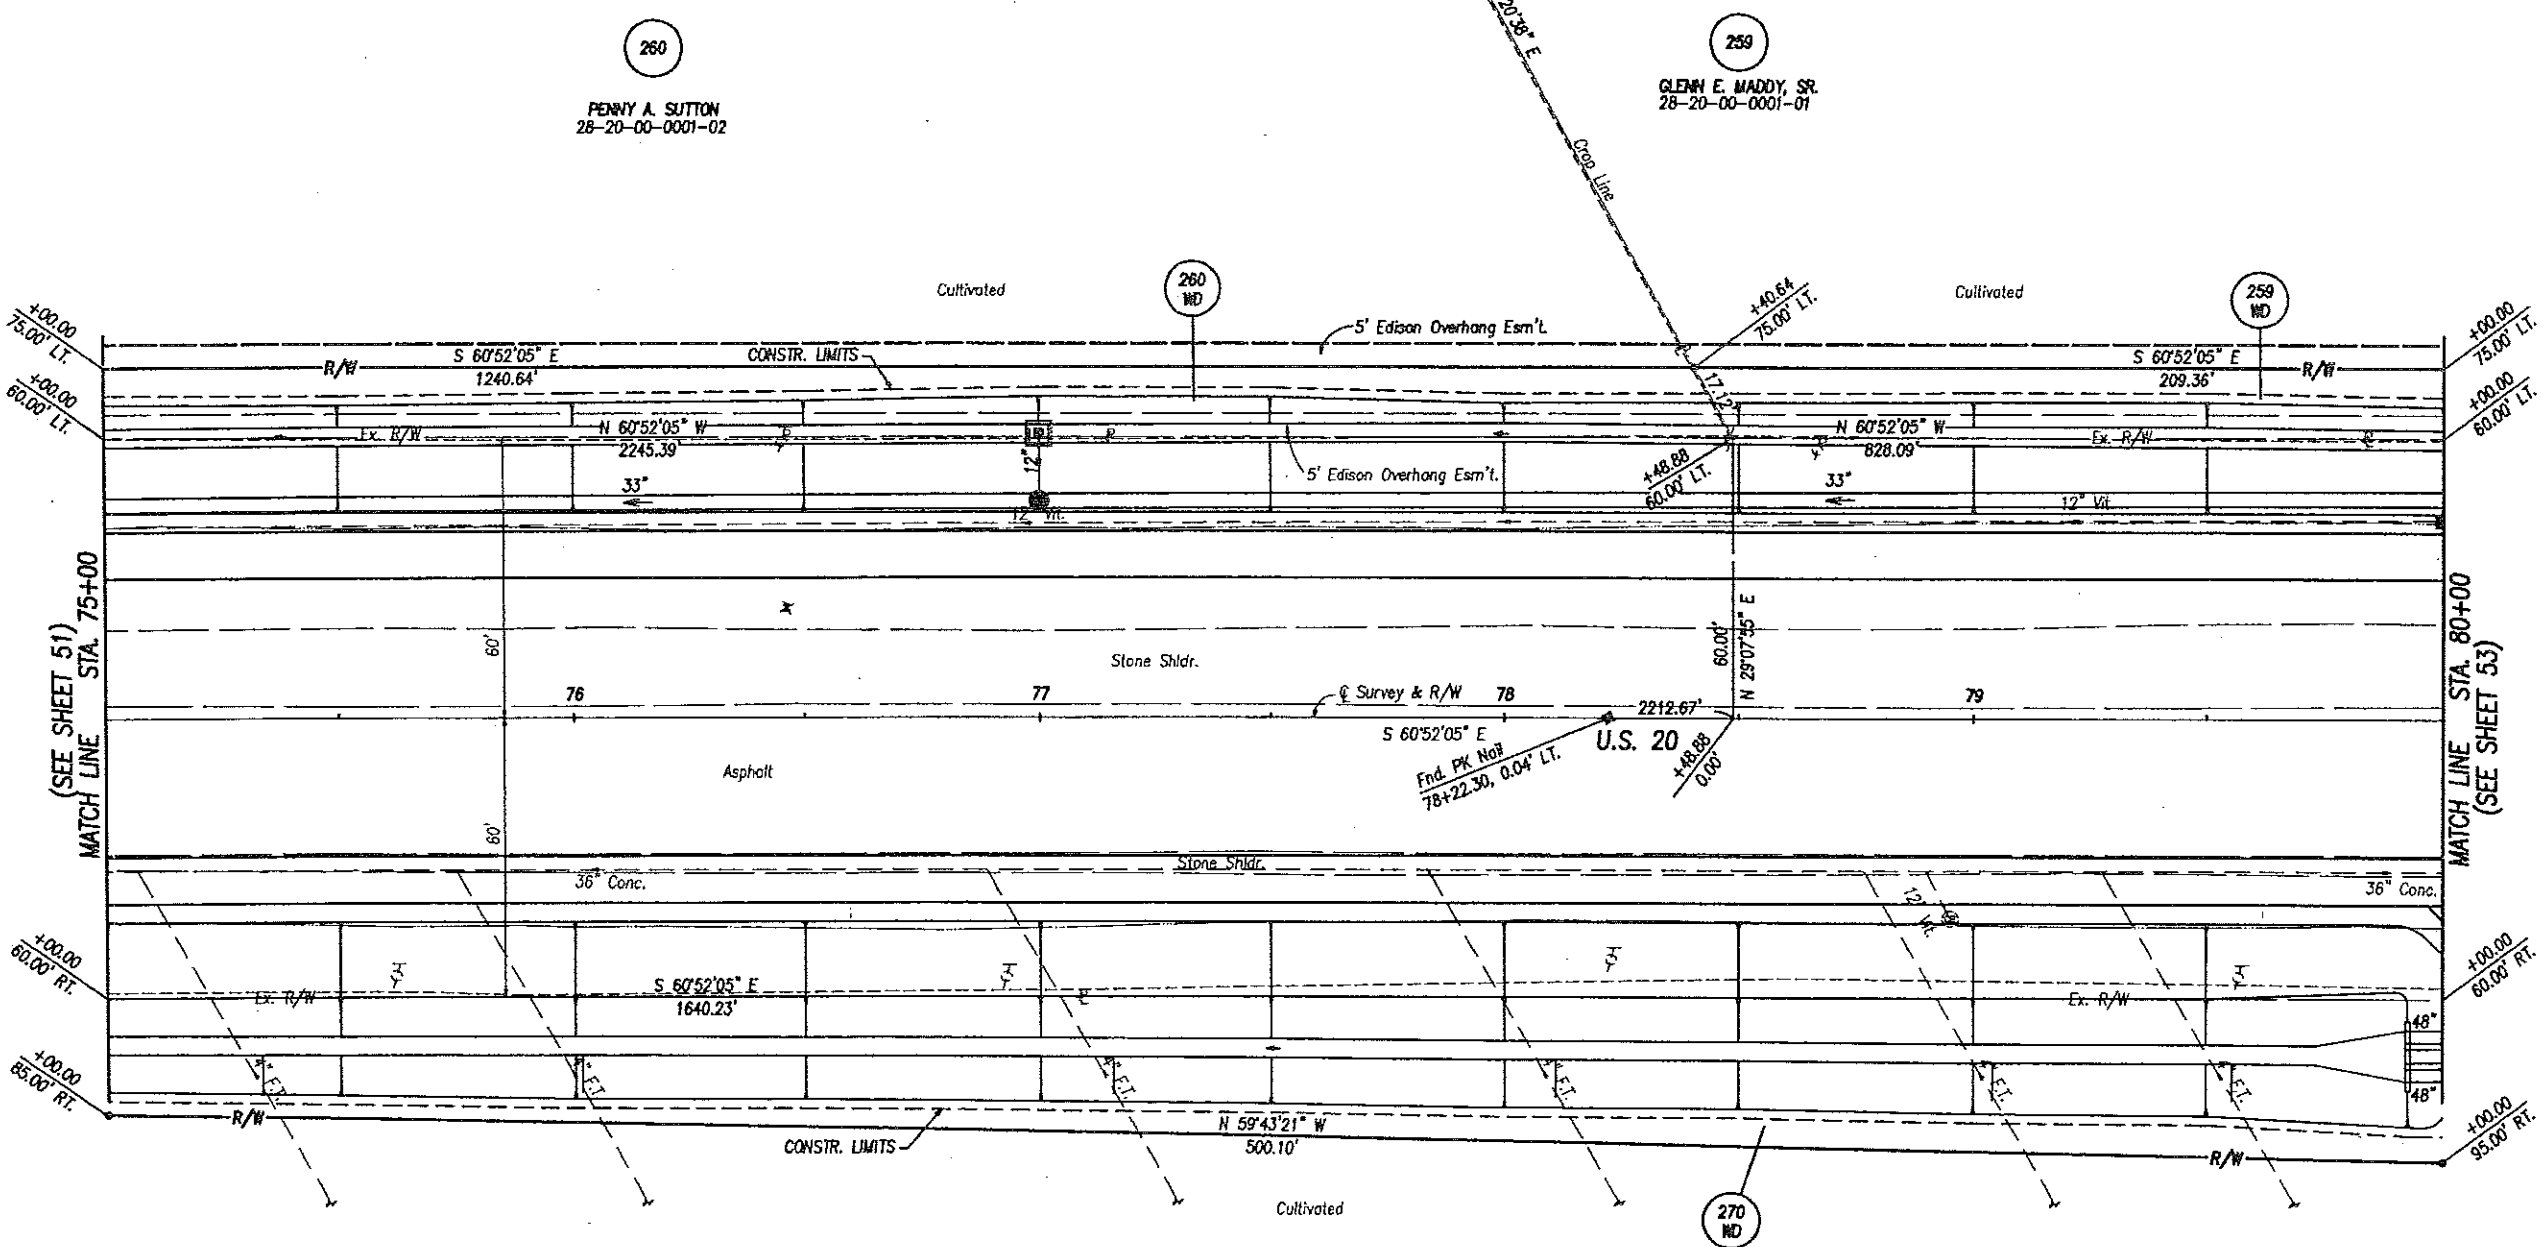 260
PENNY A. SUTTON
28-20-00-0001-02
20'38" E
259
GLENN E. MADDY, SR.
28-20-00-0001-01
Crop Line
Cultivated
260
WD
+40.64
75.00' LT.
Cultivated
259
WD
+00.00
75.00' LT.
+00.00
60.00' LT.
5' Edison Overhang Esm't.
R/W
S 60°52'05" E
1240.64'
CONSTR. LIMITS
17.12'
S 60°52'05" E
209.36'
R/W
+00.00
75.00' LT.
+00.00
60.00' LT.
Ex. R/W
N 60°52'05" W
2245.39'
12"
5' Edison Overhang Esm't.
+48.88
60.00' LT.
N 60°52'05" W
828.09'
Ex. R/W
33"
33"
12" Vit.
12" Vit.
MATCH LINE STA. 75+00
(SEE SHEET 51)
60'
Stone Shldr.
60.00'
N 29°07'55" E
MATCH LINE STA. 80+00
(SEE SHEET 53)
76
77
℄ Survey & R/W
78
2212.67'
79
S 60°52'05" E
U.S. 20
Fnd. PK Nail
78+22.30, 0.04' LT.
+48.88
0.00'
Asphalt
60'
Stone Shldr.
36" Conc.
36" Conc.
12" Vit.
+00.00
60.00' RT.
Ex. R/W
S 60°52'05" E
1640.23'
Ex. R/W
+00.00
60.00' RT.
48"
48"
+00.00
85.00' RT.
4" F.T.
4" F.T.
4" F.T.
4" F.T.
4" F.T.
4" F.T.
R/W
CONSTR. LIMITS
N 59°43'21" W
500.10'
R/W
+00.00
95.00' RT.
Cultivated
270
WD